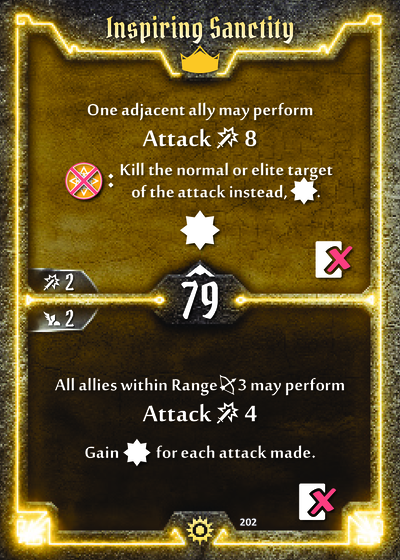 Inspiring Sanctity
One adjacent ally may perform
Attack 8
: Kill the normal or elite target
of the attack instead, .
2
79
2
All allies within Range 3 may perform
Attack 4
Gain for each attack made.
202